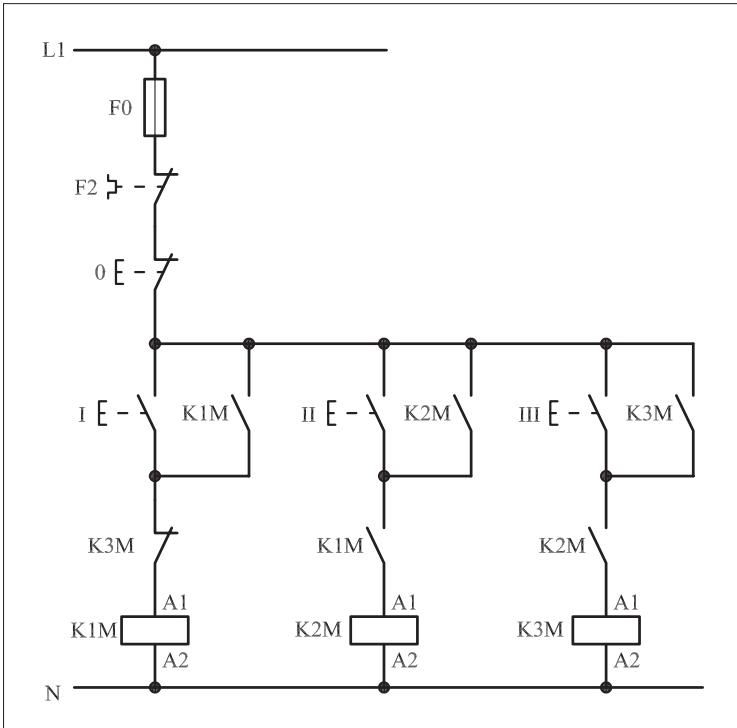 L1
F0
F2
0
I K1M II K2M III K3M
K3M K1M K2M
A1 A1 A1
K1M K2M K3M
A2 A2 A2
N